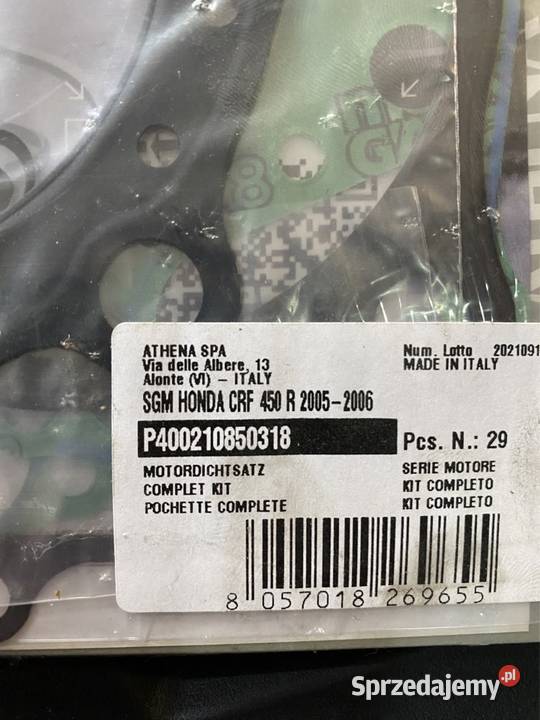 ATHENA SPA
Via delle Albere, 13
Alonte (VI) - ITALY
Num. Lotto 2021091
MADE IN ITALY
SGM HONDA CRF 450 R 2005-2006
P400210850318
Pcs. N.: 29
MOTORDICHTSATZ
COMPLET KIT
POCHETTE COMPLETE
SERIE MOTORE
KIT COMPLETO
KIT COMPLETO
8 057018 269655
Sprzedajemy.pl